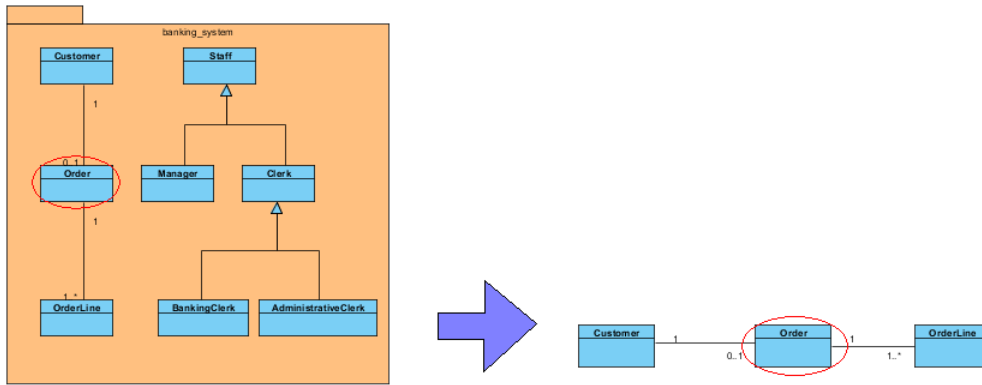 banking_system
Customer
Staff
1
0..1
Order
Manager
Clerk
1
1..*
OrderLine
BankingClerk
AdministrativeClerk
Customer
1
0..1
Order
1
1..*
OrderLine